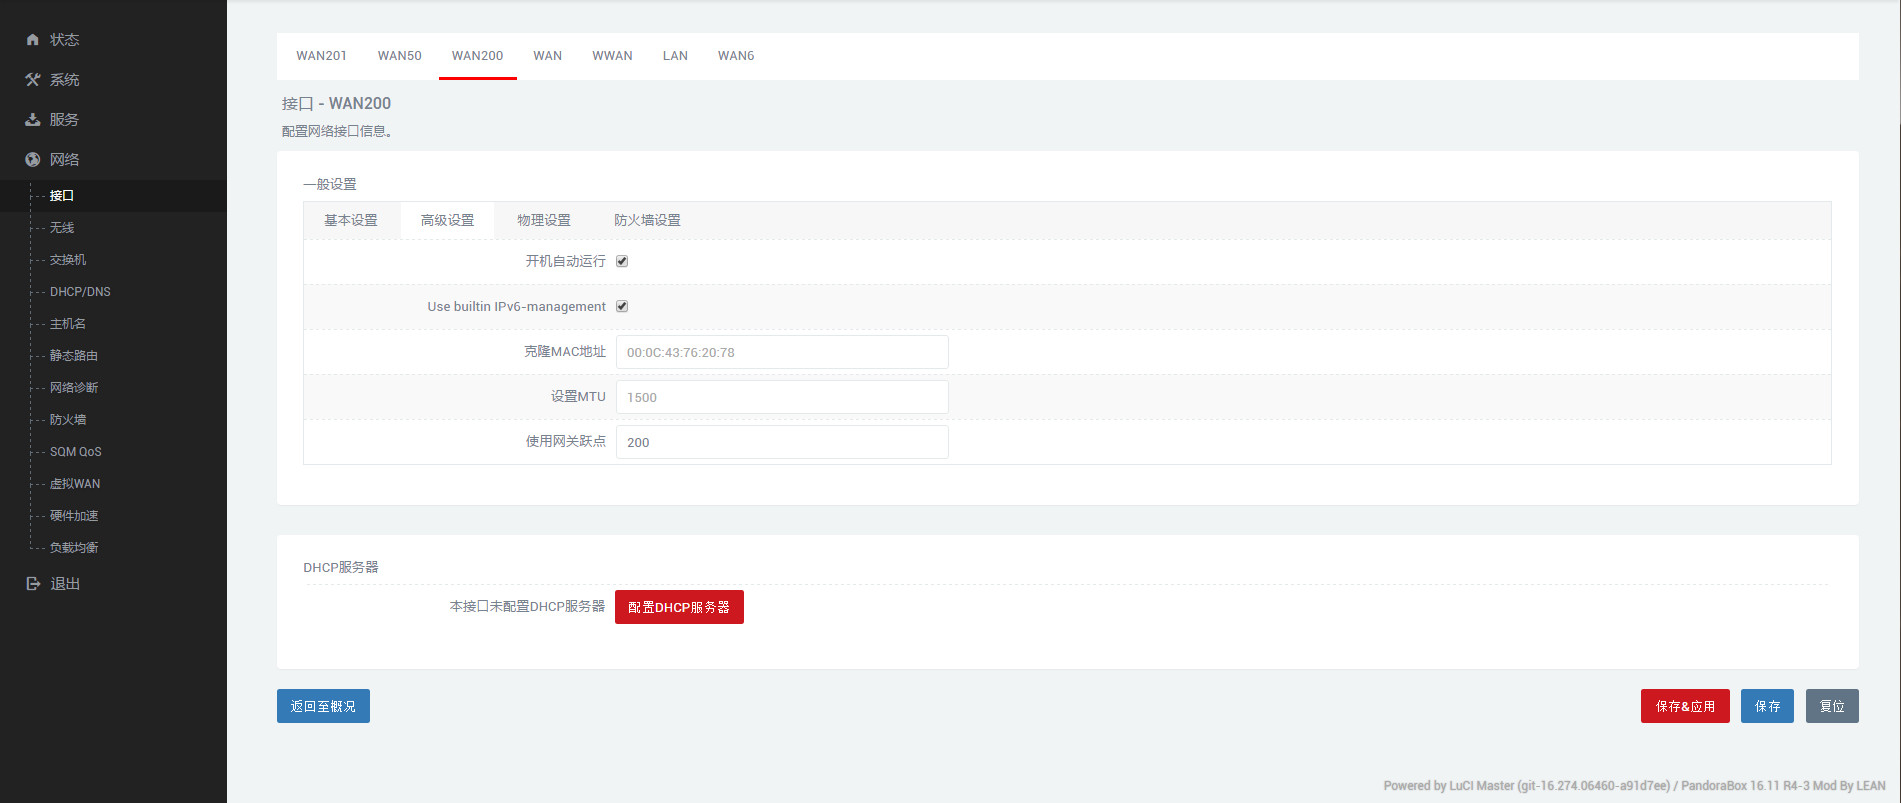 状态
系统
服务
网络
接口
无线
交换机
DHCP/DNS
主机名
静态路由
网络诊断
防火墙
SQM QoS
虚拟WAN
硬件加速
负载均衡
退出
WAN201 WAN50 WAN200 WAN WWAN LAN WAN6
接口 - WAN200
配置网络接口信息。
一般设置
基本设置 高级设置 物理设置 防火墙设置
开机自动运行
Use builtin IPv6-management
克隆MAC地址 00:0C:43:76:20:78
设置MTU 1500
使用网关跃点 200
DHCP服务器
本接口未配置DHCP服务器 配置DHCP服务器
返回至概况 保存&应用 保存 复位
Powered by LuCI Master (git-16.274.06460-a91d7ee) / PandoraBox 16.11 R4-3 Mod By LEAN